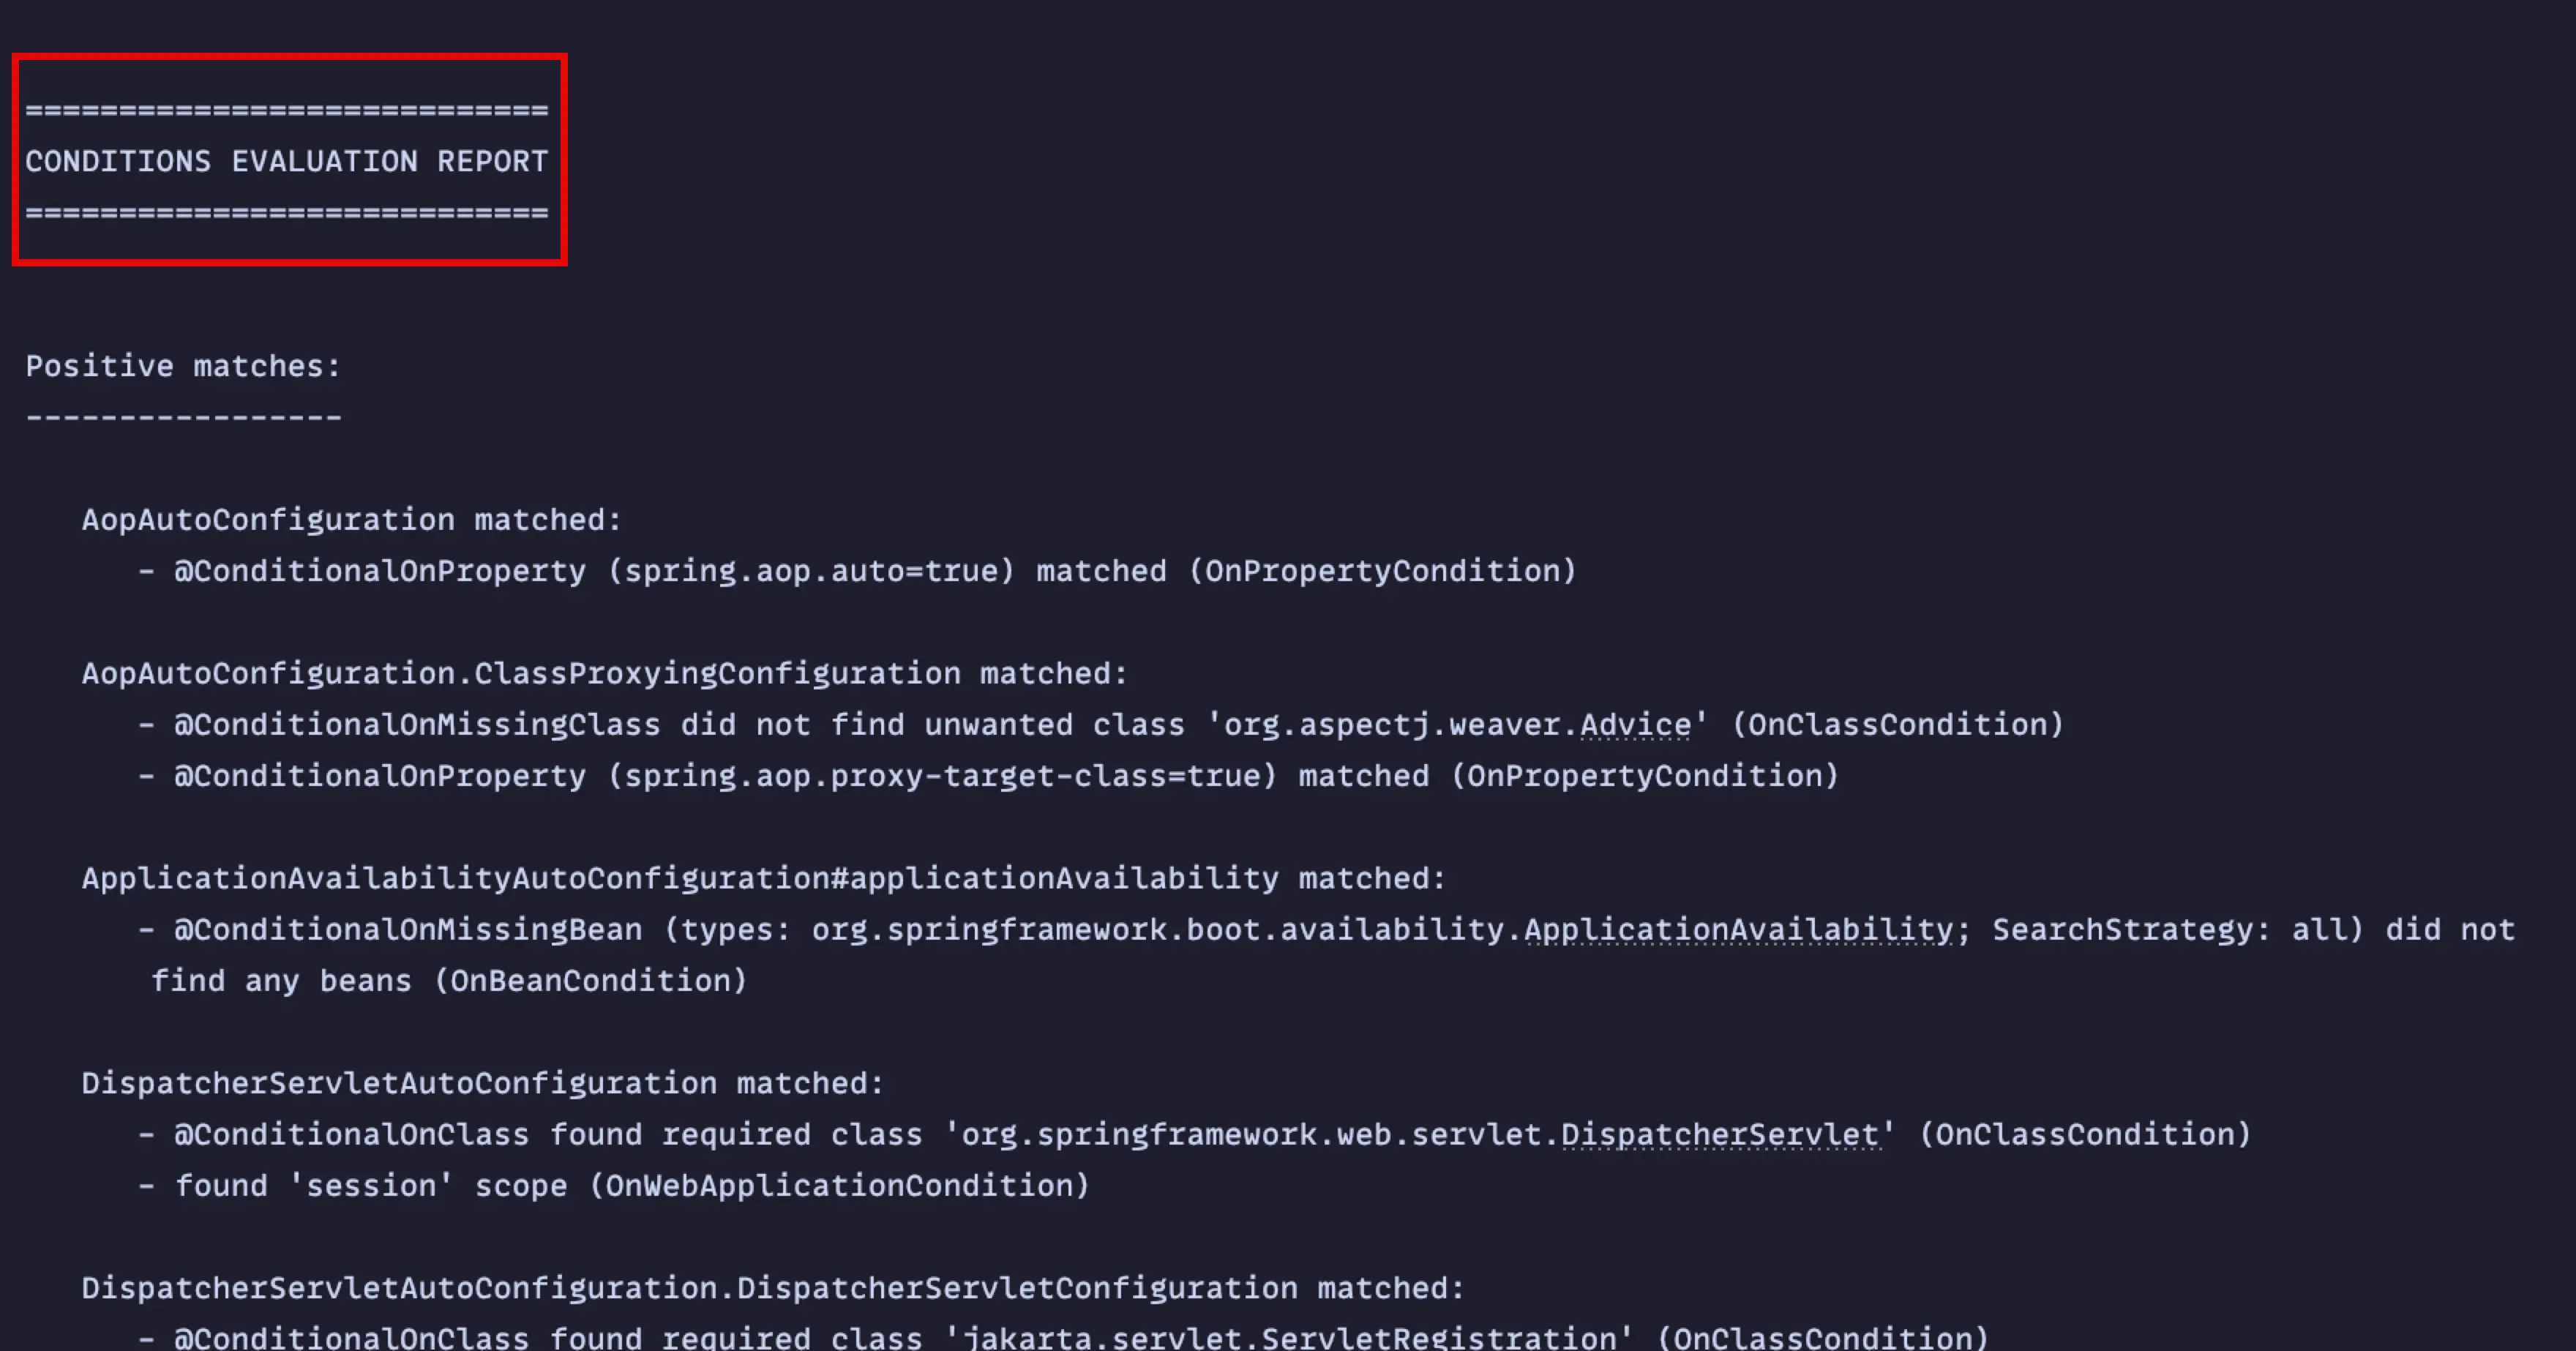 ============================
CONDITIONS EVALUATION REPORT
============================
Positive matches:
-----------------
AopAutoConfiguration matched:
- @ConditionalOnProperty (spring.aop.auto=true) matched (OnPropertyCondition)
AopAutoConfiguration.ClassProxyingConfiguration matched:
- @ConditionalOnMissingClass did not find unwanted class 'org.aspectj.weaver.Advice' (OnClassCondition)
- @ConditionalOnProperty (spring.aop.proxy-target-class=true) matched (OnPropertyCondition)
ApplicationAvailabilityAutoConfiguration#applicationAvailability matched:
- @ConditionalOnMissingBean (types: org.springframework.boot.availability.ApplicationAvailability; SearchStrategy: all) did not
find any beans (OnBeanCondition)
DispatcherServletAutoConfiguration matched:
- @ConditionalOnClass found required class 'org.springframework.web.servlet.DispatcherServlet' (OnClassCondition)
- found 'session' scope (OnWebApplicationCondition)
DispatcherServletAutoConfiguration.DispatcherServletConfiguration matched:
- @ConditionalOnClass found required class 'jakarta.servlet.ServletRegistration' (OnClassCondition)